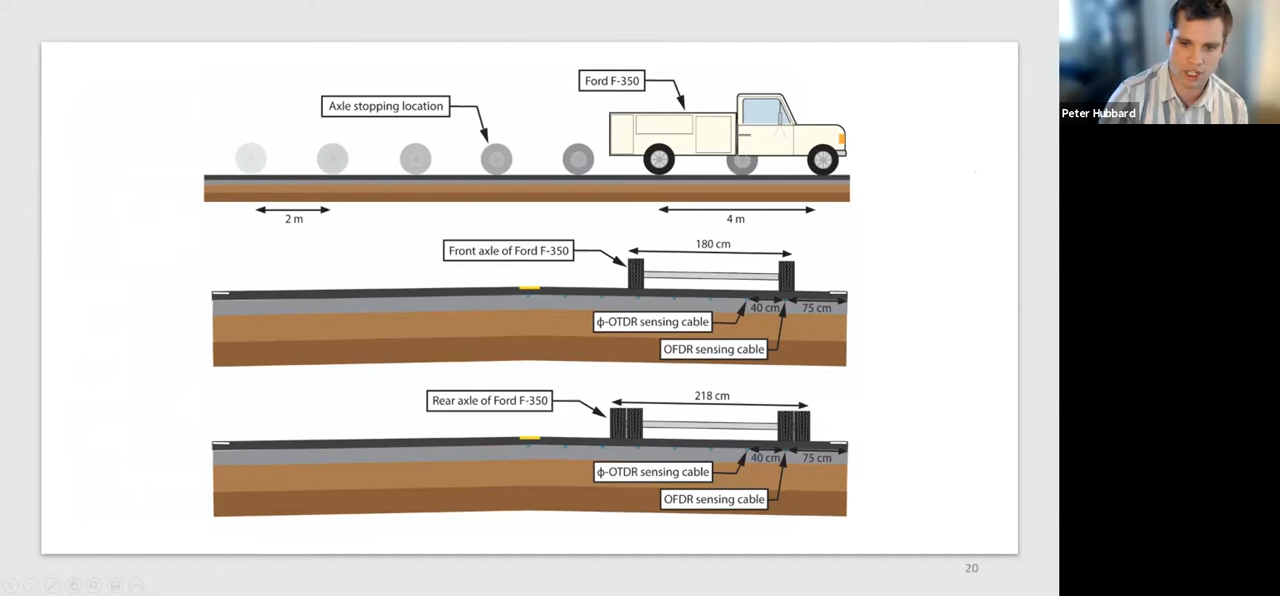 Ford F-350
Axle stopping location
Peter Hubbard
2 m
4 m
180 cm
Front axle of Ford F-350
40 cm
75 cm
ϕ-OTDR sensing cable
OFDR sensing cable
218 cm
Rear axle of Ford F-350
40 cm
75 cm
ϕ-OTDR sensing cable
OFDR sensing cable
20